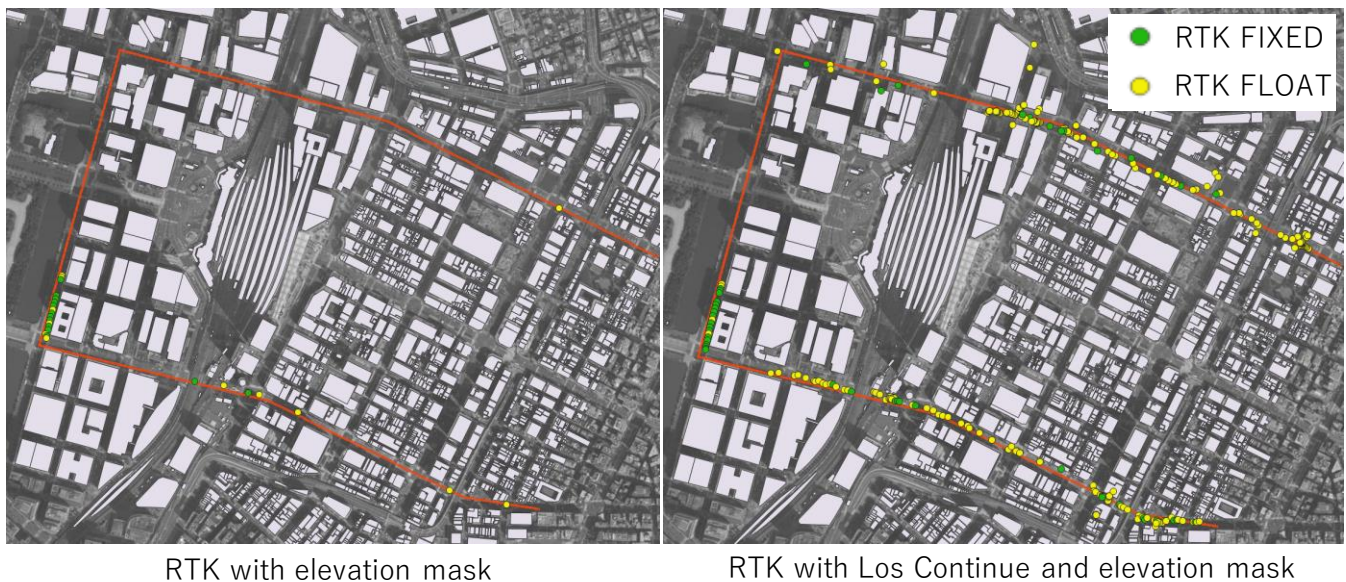 RTK FIXED
RTK FLOAT
RTK with elevation mask
RTK with Los Continue and elevation mask